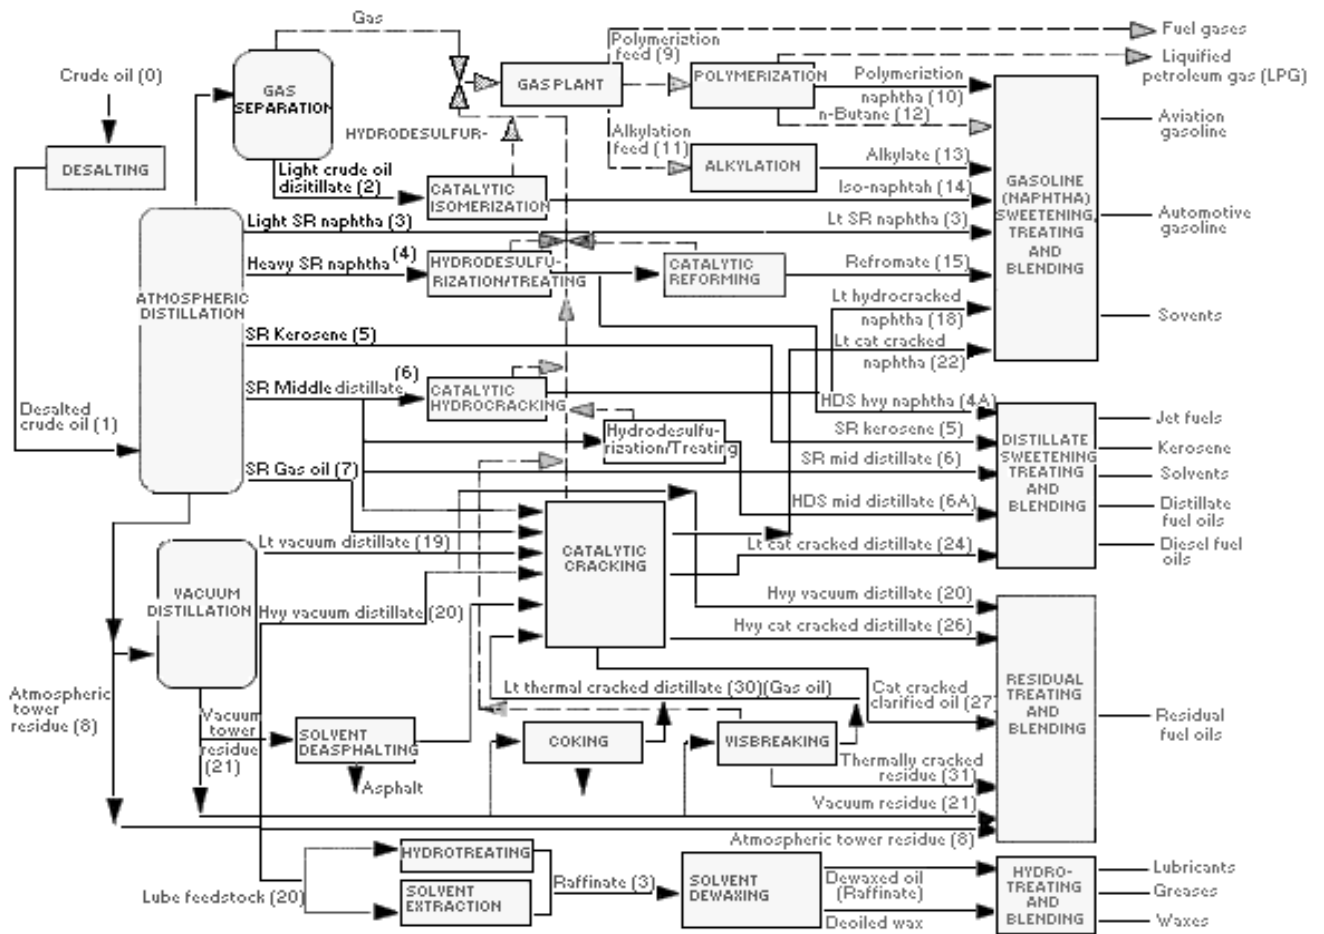 Gas
Fuel gases
Crude oil (0)
GAS
SEPARATION
GAS PLANT
Polymeriztion
feed (9)
POLYMERIZATION
Polymeriztion
naphtha (10)
Liquified
petroleum gas (LPG)
n-Butane (12)
Aviation
gasoline
HYDRODESULFUR-
Alkylation
feed (11)
DESALTING
ALKYLATION
Alkylate (13)
Light crude oil
disitillate (2)
CATALYTIC
ISOMERIZATION
Iso-naphtah (14)
GASOLINE
(NAPHTHA)
SWEETENING,
TREATING
AND
BLENDING
Light SR naphtha (3)
Lt SR naphtha (3)
Automotive
gasoline
Heavy SR naphtha (4)
HYDRODESULFU-
RIZATION/TREATING
CATALYTIC
REFORMING
Refromate (15)
ATMOSPHERIC
DISTILLATION
Lt hydrocracked
naphtha (18)
Sovents
SR Kerosene (5)
Lt cat cracked
naphtha (22)
SR Middle distillate (6)
CATALYTIC
HYDROCRACKING
HDS hvy naphtha (4A)
Desalted
crude oil (1)
Hydrodesulfu-
rization/Treating
SR kerosene (5)
DISTILLATE
SWEETENING
TREATING
AND
BLENDING
Jet fuels
Kerosene
Solvents
Distillate
fuel oils
Diesel fuel
oils
SR Gas oil (7)
SR mid distillate (6)
HDS mid distillate (6A)
Lt vacuum distillate (19)
CATALYTIC
CRACKING
Lt cat cracked distillate (24)
VACUUM
DISTILLATION
Hvy vacuum distillate (20)
Hvy vacuum distillate (20)
Hvy cat cracked distillate (26)
Atmospheric
tower
residue (8)
Lt thermal cracked distillate (30)(Gas oil)
Cat cracked
clarified oil (27)
RESIDUAL
TREATING
AND
BLENDING
Residual
fuel oils
Vacuum
tower
residue
(21)
SOLVENT
DEASPHALTING
COKING
VISBREAKING
Asphalt
Thermally cracked
residue (31)
Vacuum residue (21)
Atmospheric tower residue (8)
HYDROTREATING
Lube feedstock (20)
SOLVENT
EXTRACTION
Raffinate (3)
SOLVENT
DEWAXING
Dewaxed oil
(Raffinate)
Deoiled wax
HYDRO-
TREATING
AND
BLENDING
Lubricants
Greases
Waxes